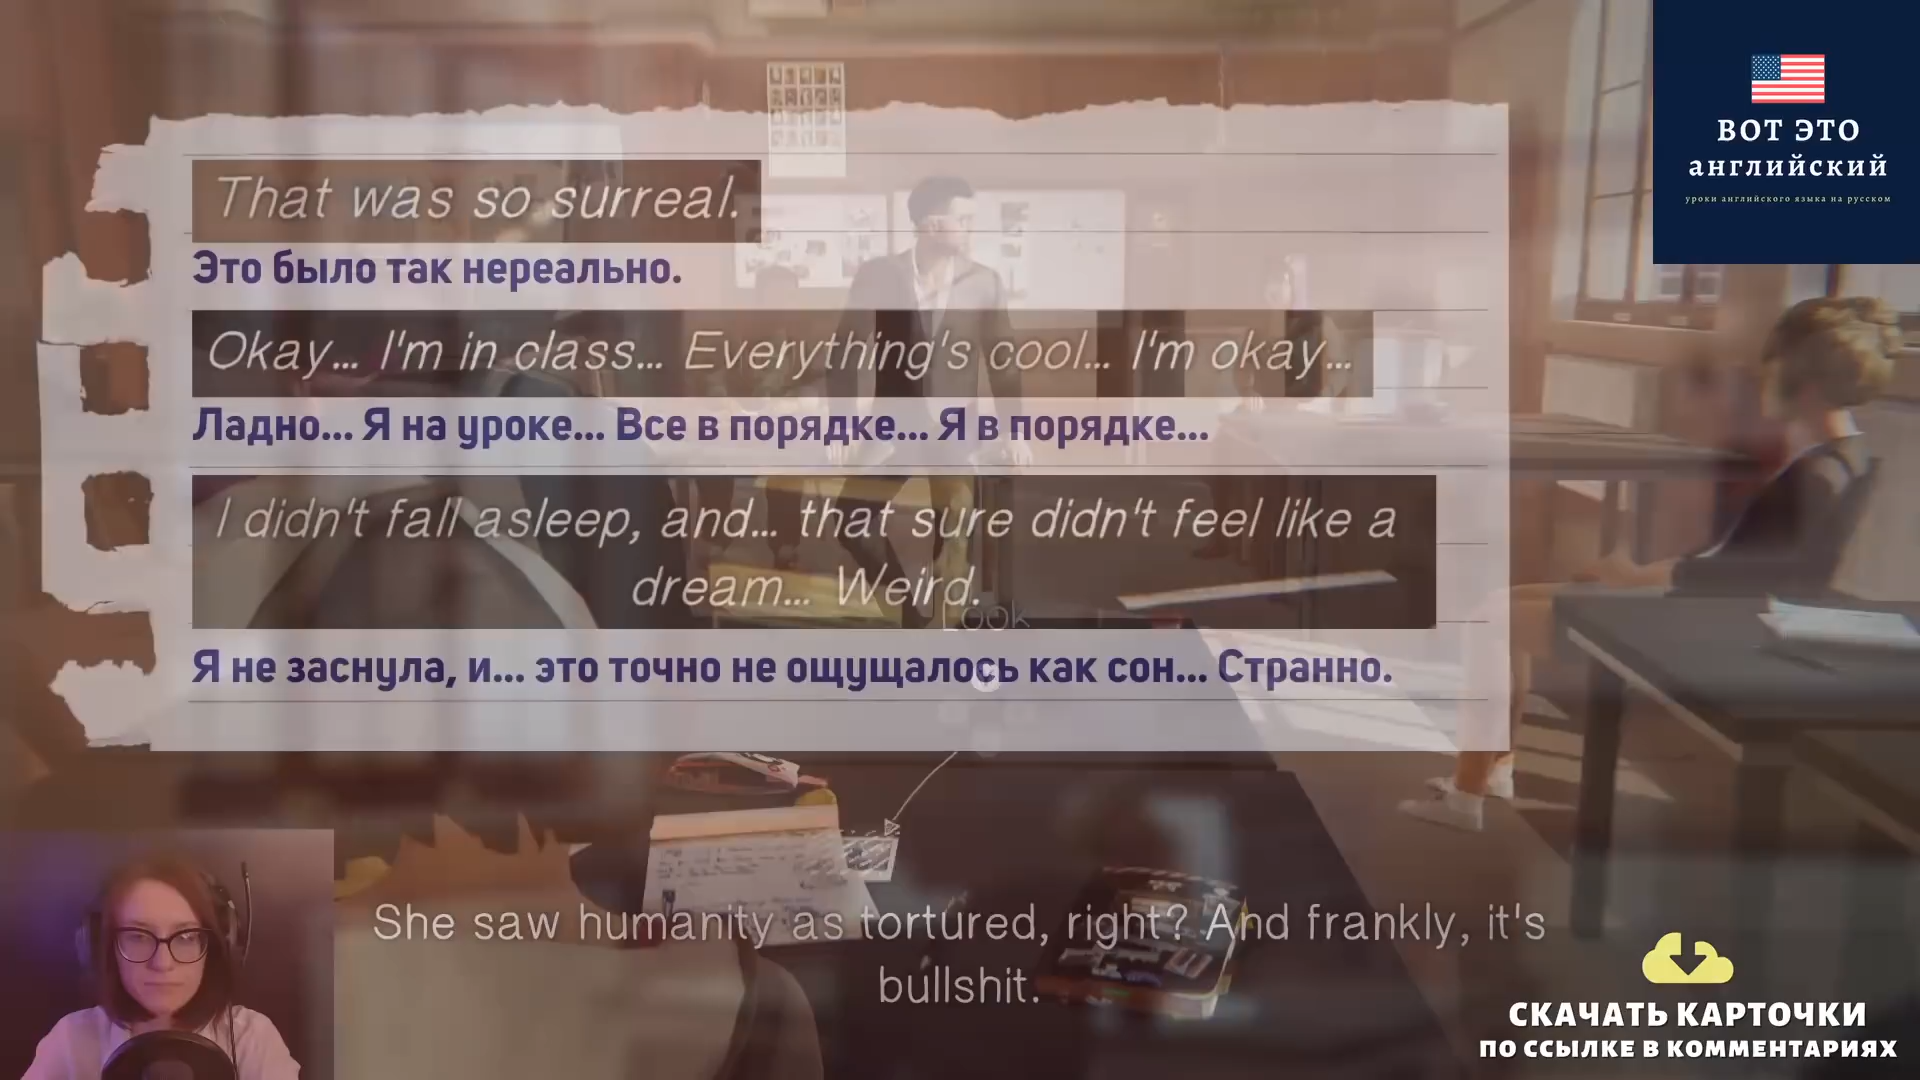 ВОТ ЭТО
английский
уроки английского языка на русском
That was so surreal.
Это было так нереально.
Okay... I'm in class... Everything's cool... I'm okay...
Ладно... Я на уроке... Все в порядке... Я в порядке...
I didn't fall asleep, and... that sure didn't feel like a
dream... Weird.
Look
Я не заснула, и... это точно не ощущалось как сон... Странно.
She saw humanity as tortured, right? And frankly, it's
bullshit.
СКАЧАТЬ КАРТОЧКИ
ПО ССЫЛКЕ В КОММЕНТАРИЯХ